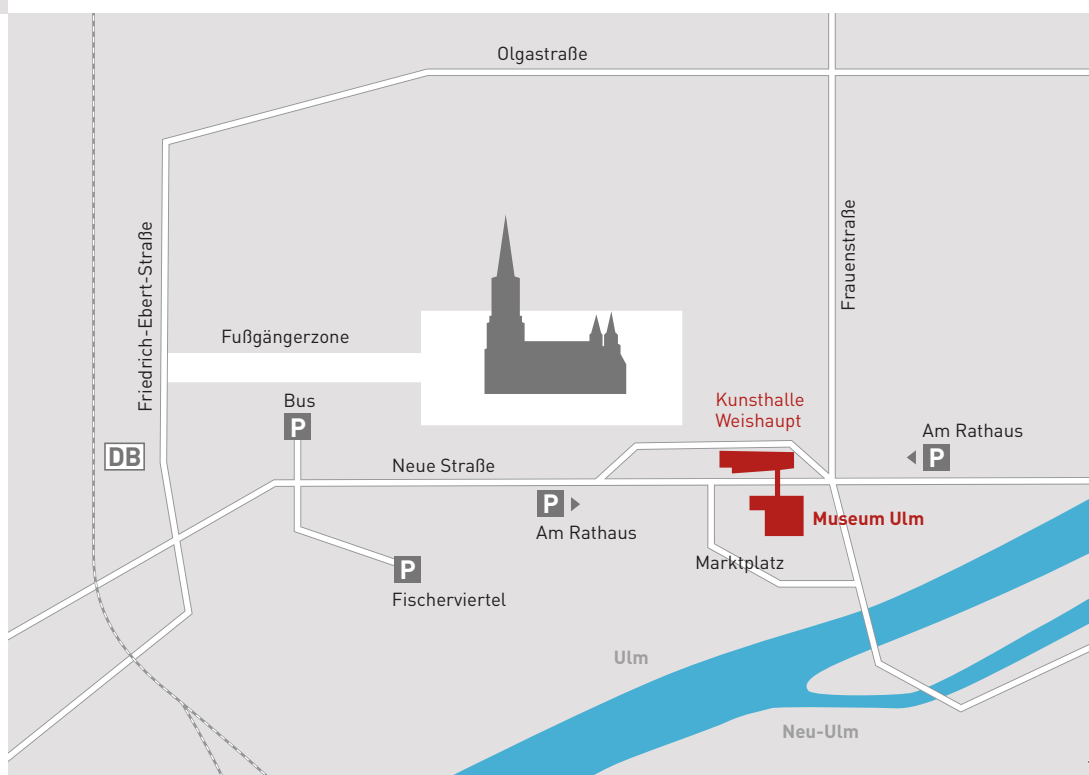 Olgastraße
Friedrich-Ebert-Straße
Frauenstraße
Fußgängerzone
Bus
P
Kunsthalle
Weishaupt
Am Rathaus
P
DB
Neue Straße
P
Am Rathaus
Museum Ulm
Marktplatz
P
Fischerviertel
Ulm
Neu-Ulm